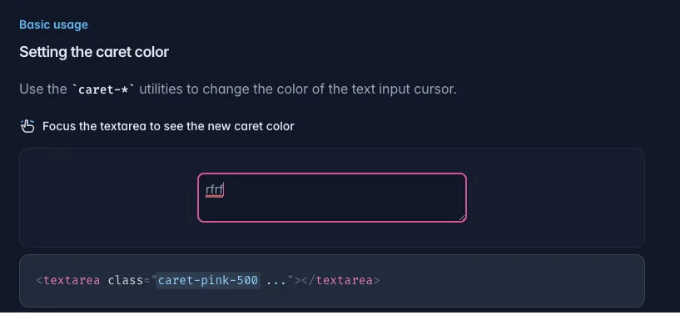 Basic usage
Setting the caret color
Use the `caret-*` utilities to change the color of the text input cursor.
Focus the textarea to see the new caret color
rfrf
<textarea class="caret-pink-500 ..."></textarea>